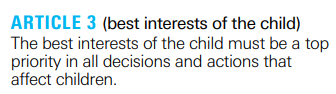 ARTICLE 3 (best interests of the child)
The best interests of the child must be a top
priority in all decisions and actions that
affect children.